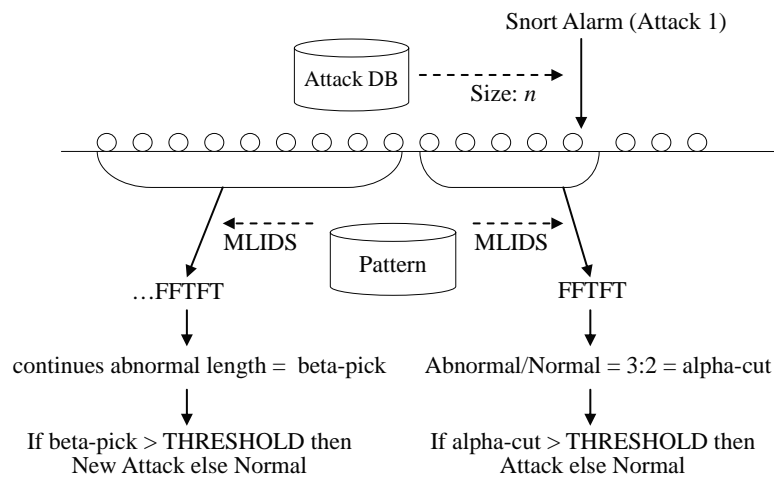 Snort Alarm (Attack 1)
Attack DB
Size: n
MLIDS
MLIDS
Pattern
…FFTFT
FFTFT
continues abnormal length = beta-pick
Abnormal/Normal = 3:2 = alpha-cut
If beta-pick > THRESHOLD then
New Attack else Normal
If alpha-cut > THRESHOLD then
Attack else Normal